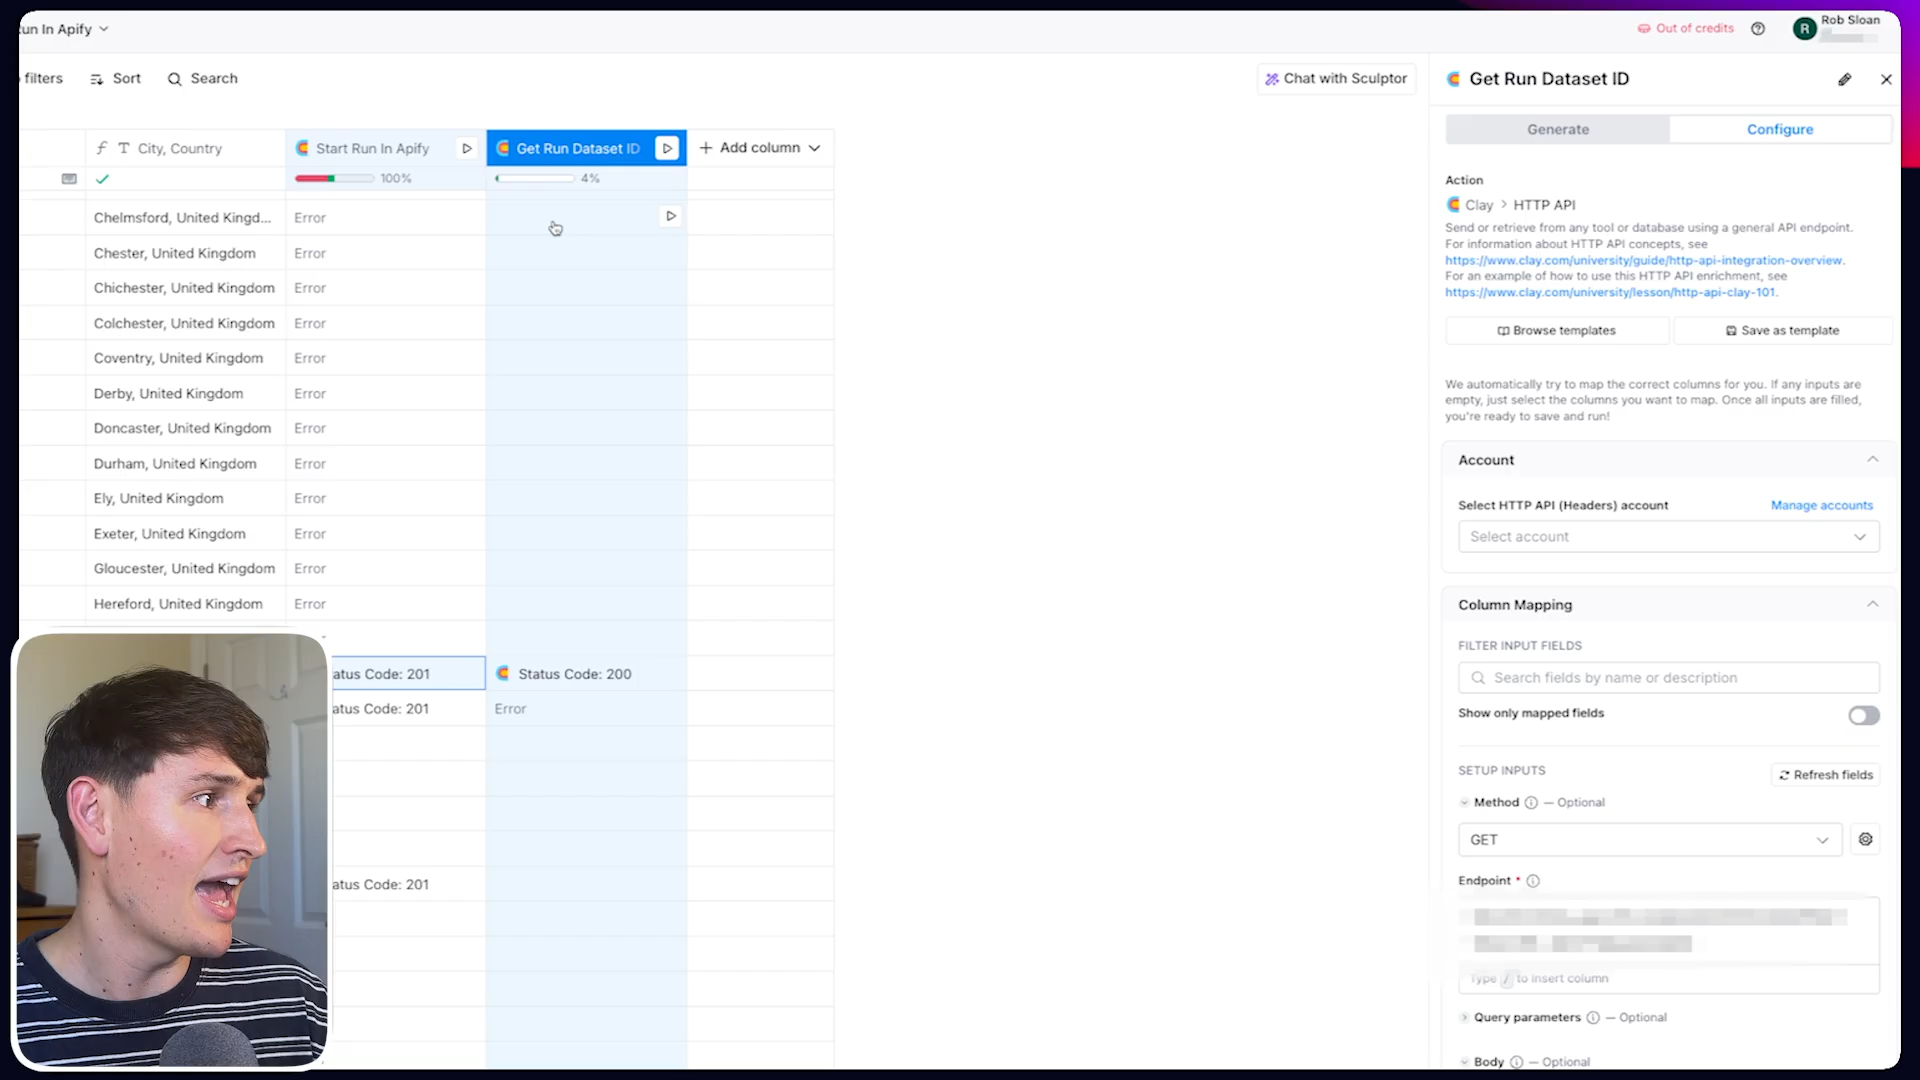 un In Apify
Out of credits
R
Rob Sloan
filters
Sort
Search
Chat with Sculptor
Get Run Dataset ID
Generate
Configure
City, Country
Start Run In Apify
Get Run Dataset ID
Add column
100%
4%
Chelmsford, United Kingd... Error
Chester, United Kingdom Error
Chichester, United Kingdom Error
Colchester, United Kingdom Error
Coventry, United Kingdom Error
Derby, United Kingdom Error
Doncaster, United Kingdom Error
Durham, United Kingdom Error
Ely, United Kingdom Error
Exeter, United Kingdom Error
Gloucester, United Kingdom Error
Hereford, United Kingdom Error
atus Code: 201 Status Code: 200
atus Code: 201 Error
atus Code: 201
Action
Clay > HTTP API
Send or retrieve from any tool or database using a general API endpoint.
For information about HTTP API concepts, see
https://www.clay.com/university/guide/http-api-integration-overview.
For an example of how to use this HTTP API enrichment, see
https://www.clay.com/university/lesson/http-api-clay-101.
Browse templates
Save as template
We automatically try to map the correct columns for you. If any inputs are
empty, just select the columns you want to map. Once all inputs are filled,
you're ready to save and run!
Account
Select HTTP API (Headers) account
Manage accounts
Select account
Column Mapping
FILTER INPUT FIELDS
Search fields by name or description
Show only mapped fields
SETUP INPUTS
Refresh fields
Method — Optional
GET
Endpoint *
Type / to insert column
Query parameters — Optional
Body — Optional